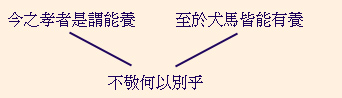 今之孝者是謂能養
至於犬馬皆能有養
不敬何以別乎